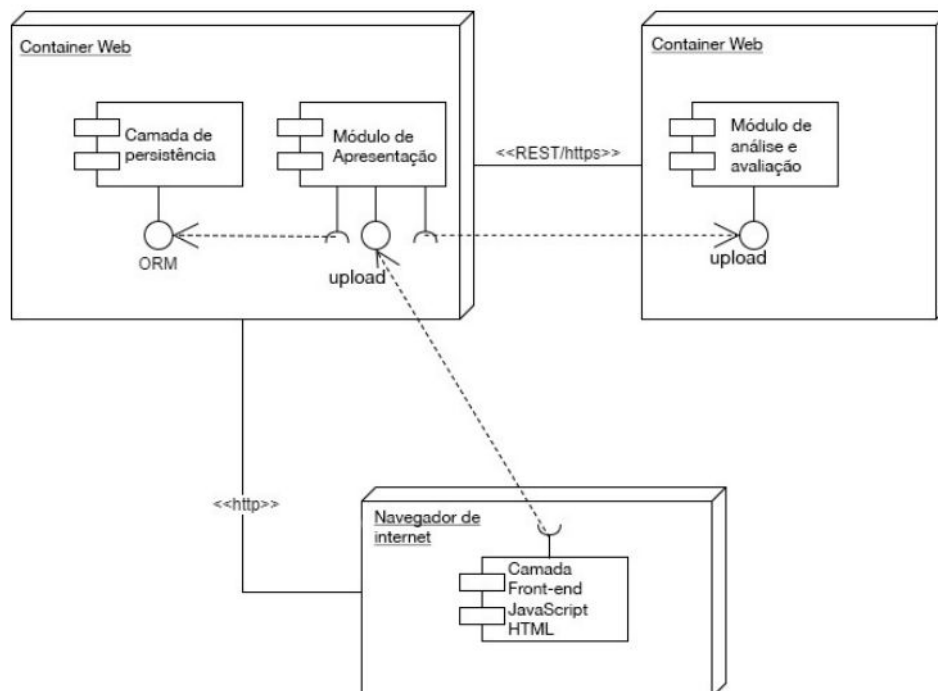 Container Web
Container Web
Camada de
persistência
Módulo de
Apresentação
Módulo de
análise e
avaliação
<<REST/https>>
ORM
upload
upload
<<http>>
Navegador de
internet
Camada
Front-end
JavaScript
HTML